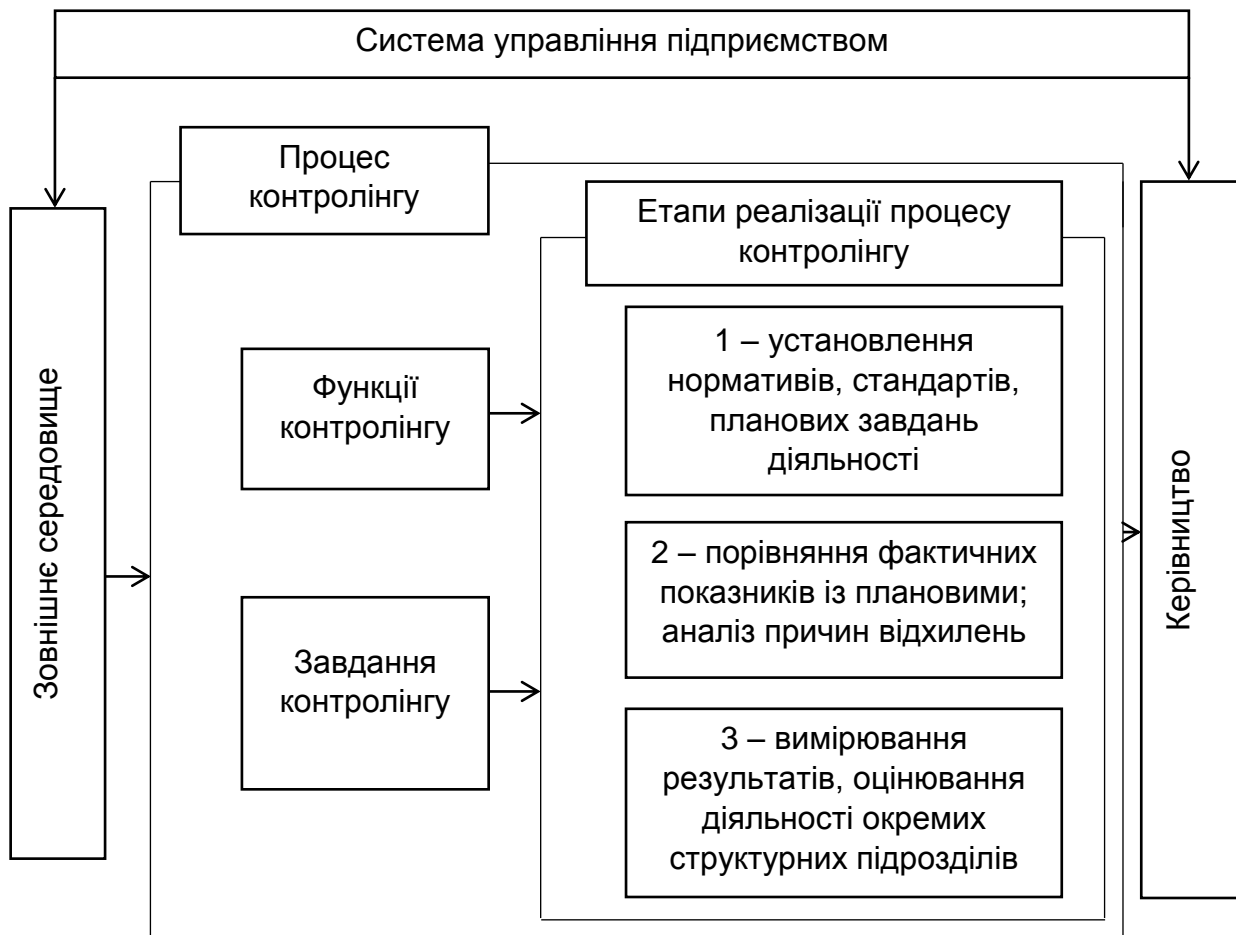 Система управління підприємством
Процес
контролінгу
Етапи реалізації процесу
контролінгу
Зовнішнє середовище
Функції
контролінгу
Завдання
контролінгу
1 – установлення
нормативів, стандартів,
планових завдань
діяльності
2 – порівняння фактичних
показників із плановими;
аналіз причин відхилень
3 – вимірювання
результатів, оцінювання
діяльності окремих
структурних підрозділів
Керівництво